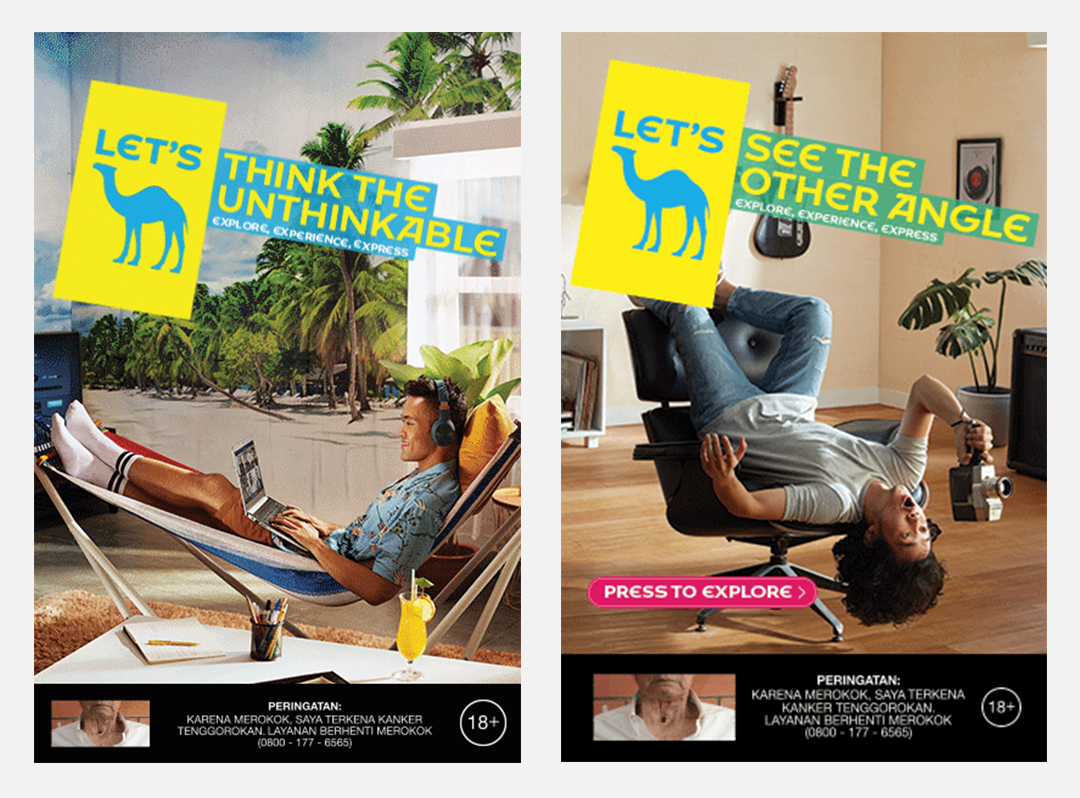 LET'S
THINK THE
UNTHINKABLE
EXPLORE, EXPERIENCE, EXPRESS
PERINGATAN:
KARENA MEROKOK, SAYA TERKENA KANKER
TENGGOROKAN. LAYANAN BERHENTI MEROKOK
(0800 - 177 - 6565)
18+
LET'S
SEE THE
OTHER ANGLE
EXPLORE, EXPERIENCE, EXPRESS
PRESS TO EXPLORE >
PERINGATAN:
KARENA MEROKOK, SAYA TERKENA
KANKER TENGGOROKAN.
LAYANAN BERHENTI MEROKOK
(0800 - 177 - 6565)
18+